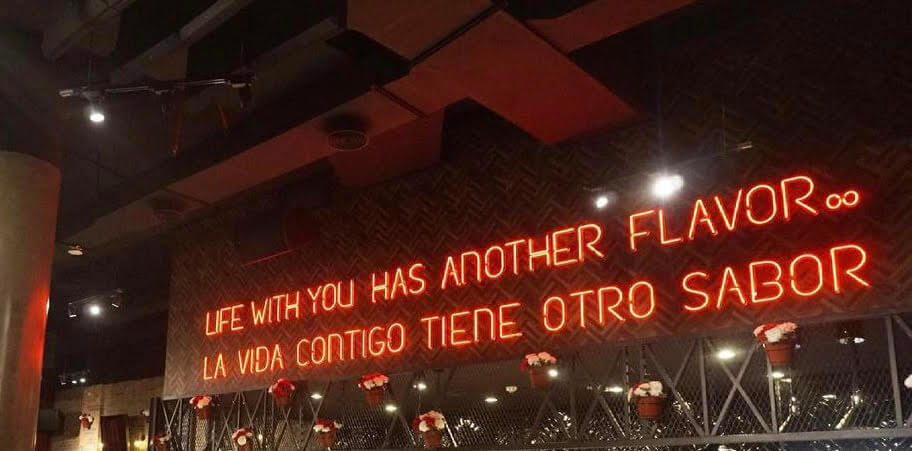 LIFE WITH YOU HAS ANOTHER FLAVOR..
LA VIDA CONTIGO TIENE OTRO SABOR